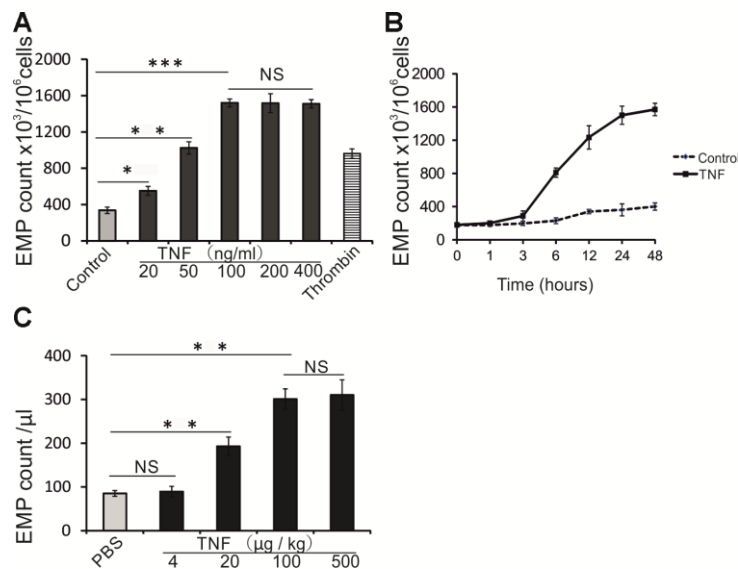 A
EMP count x10³/10⁶cells
2000
1600
1200
800
400
0
***
NS
* *
*
Control
TNF (ng/ml)
20 50 100 200 400
Thrombin
B
EMP count x10³/10⁶cells
2000
1600
1200
800
400
0
Control
TNF
0 1 3 6 12 24 48
Time (hours)
C
EMP count /µl
400
300
200
100
0
* *
NS
* *
NS
PBS
TNF (µg / kg)
4 20 100 500